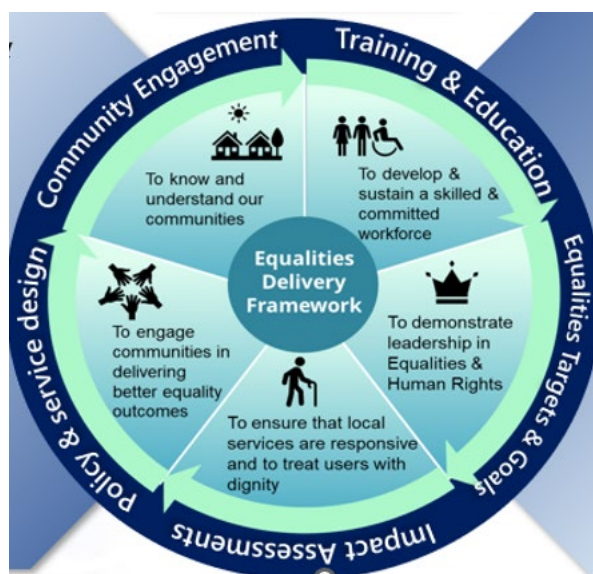 Community Engagement
Training & Education
Equalities Targets & Goals
Impact Assessments
Policy & service design
To know and
understand our
communities
To develop &
sustain a skilled &
committed
workforce
Equalities
Delivery
Framework
To demonstrate
leadership in
Equalities &
Human Rights
To ensure that local
services are responsive
and to treat users with
dignity
To engage
communities in
delivering
better equality
outcomes